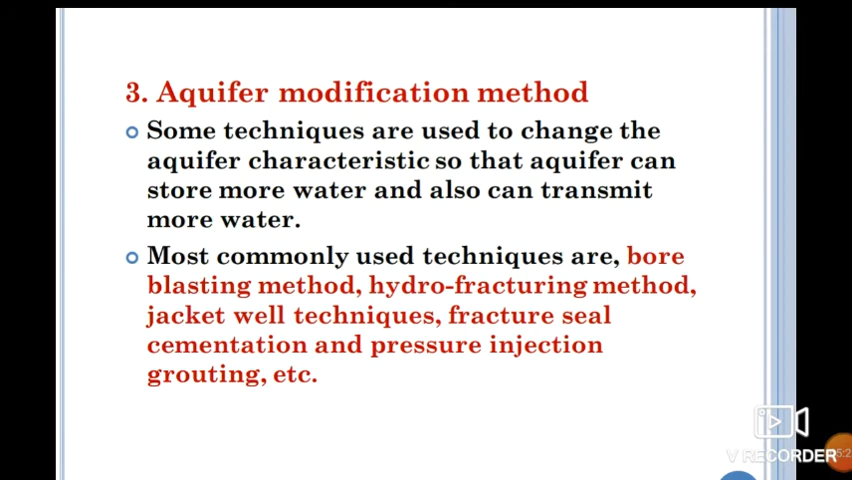 3. Aquifer modification method
Some techniques are used to change the
aquifer characteristic so that aquifer can
store more water and also can transmit
more water.
Most commonly used techniques are, bore
blasting method, hydro-fracturing method,
jacket well techniques, fracture seal
cementation and pressure injection
grouting, etc.
V RECORDER